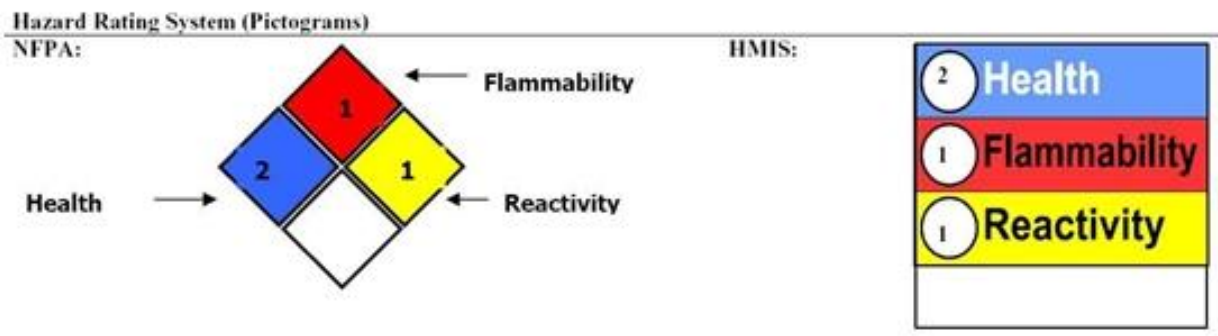 Hazard Rating System (Pictograms)
NFPA:
HMIS:
Flammability
1
2
1
Health
Reactivity
2 Health
1 Flammability
1 Reactivity